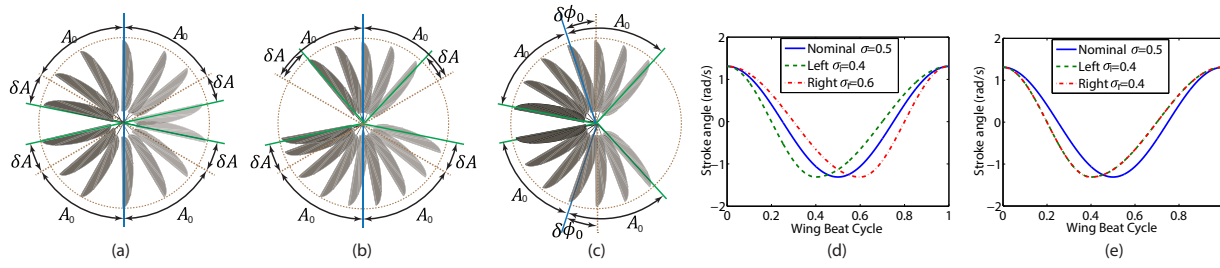 A₀ A₀
δA δA
δA δA
A₀ A₀
(a)
A₀ A₀
δA δA
δA δA
A₀ A₀
(b)
δϕ₀
A₀ A₀
A₀ A₀
δϕ₀
(c)
Nominal σ=0.5
Left σₗ=0.4
Right σᵣ=0.6
Stroke angle (rad/s)
2
1
0
−1
−2
0 0.2 0.4 0.6 0.8 1
Wing Beat Cycle
(d)
Nominal σ=0.5
Left σₗ=0.4
Right σᵣ=0.4
Stroke angle (rad/s)
2
1
0
−1
−2
0 0.2 0.4 0.6 0.8
Wing Beat Cycle
(e)